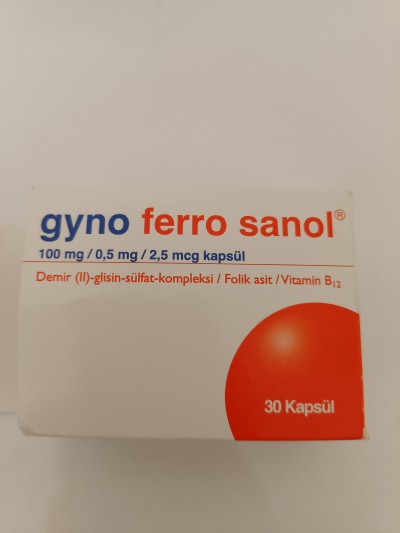 gyno ferro sanol®
100 mg / 0,5 mg / 2,5 mcg kapsül
Demir (II)-glisin-sülfat-kompleksi / Folik asit / Vitamin B₁₂
30 Kapsül